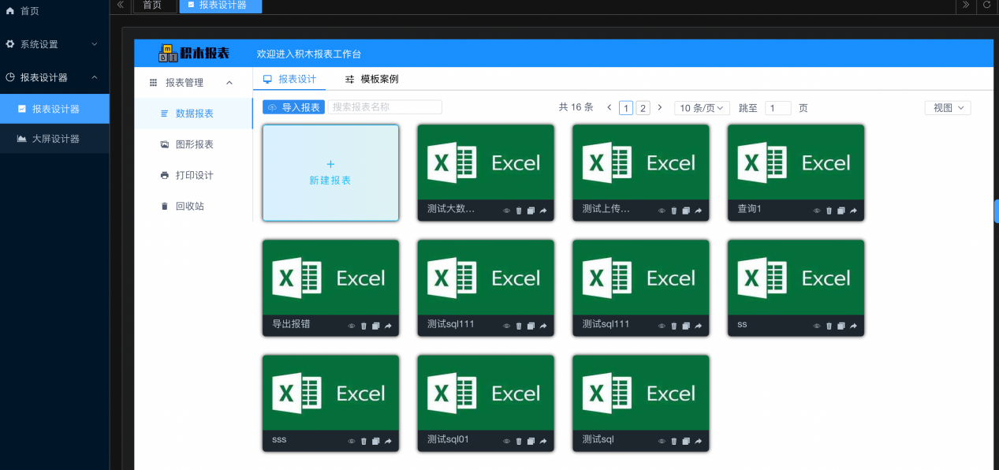 首页
系统设置
报表设计器
报表设计器
大屏设计器
首页
报表设计器
积木报表
欢迎进入积木报表工作台
报表管理
数据报表
图形报表
打印设计
回收站
报表设计
模板案例
导入报表
搜索报表名称
共 16 条
1
2
10 条/页
跳至
1
页
视图
+
新建报表
X Excel
测试大数...
X Excel
测试上传...
X Excel
查询1
X Excel
导出报错
X Excel
测试sql111
X Excel
测试sql111
X Excel
ss
X Excel
sss
X Excel
测试sql01
X Excel
测试sql